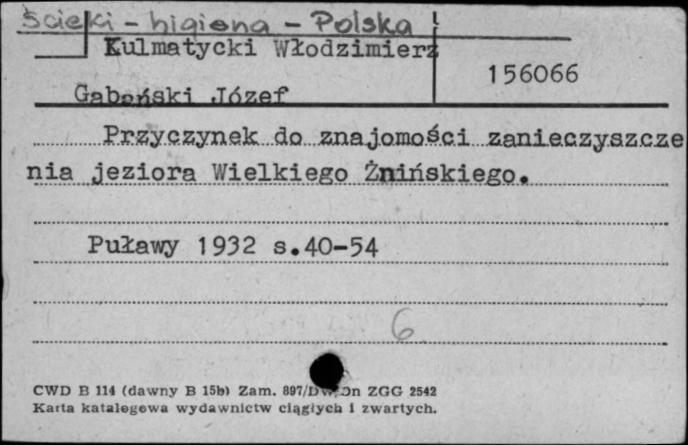 Ścieki - higiena - Polska
Kulmatycki Włodzimierz
156066
Gabański Józef
Przyczynek do znajomości zanieczyszcze
nia jeziora Wielkiego Żnińskiego.
Puławy 1932 s.40-54
6
CWD B 114 (dawny B 15b) Zam. 897/ ZGG 2542
Karta katalogowa wydawnictw ciągłych i zwartych.